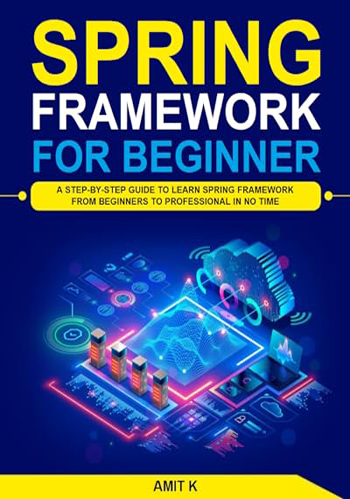 SPRING
FRAMEWORK
FOR BEGINNER
A STEP-BY-STEP GUIDE TO LEARN SPRING FRAMEWORK
FROM BEGINNERS TO PROFESSIONAL IN NO TIME
AMIT K